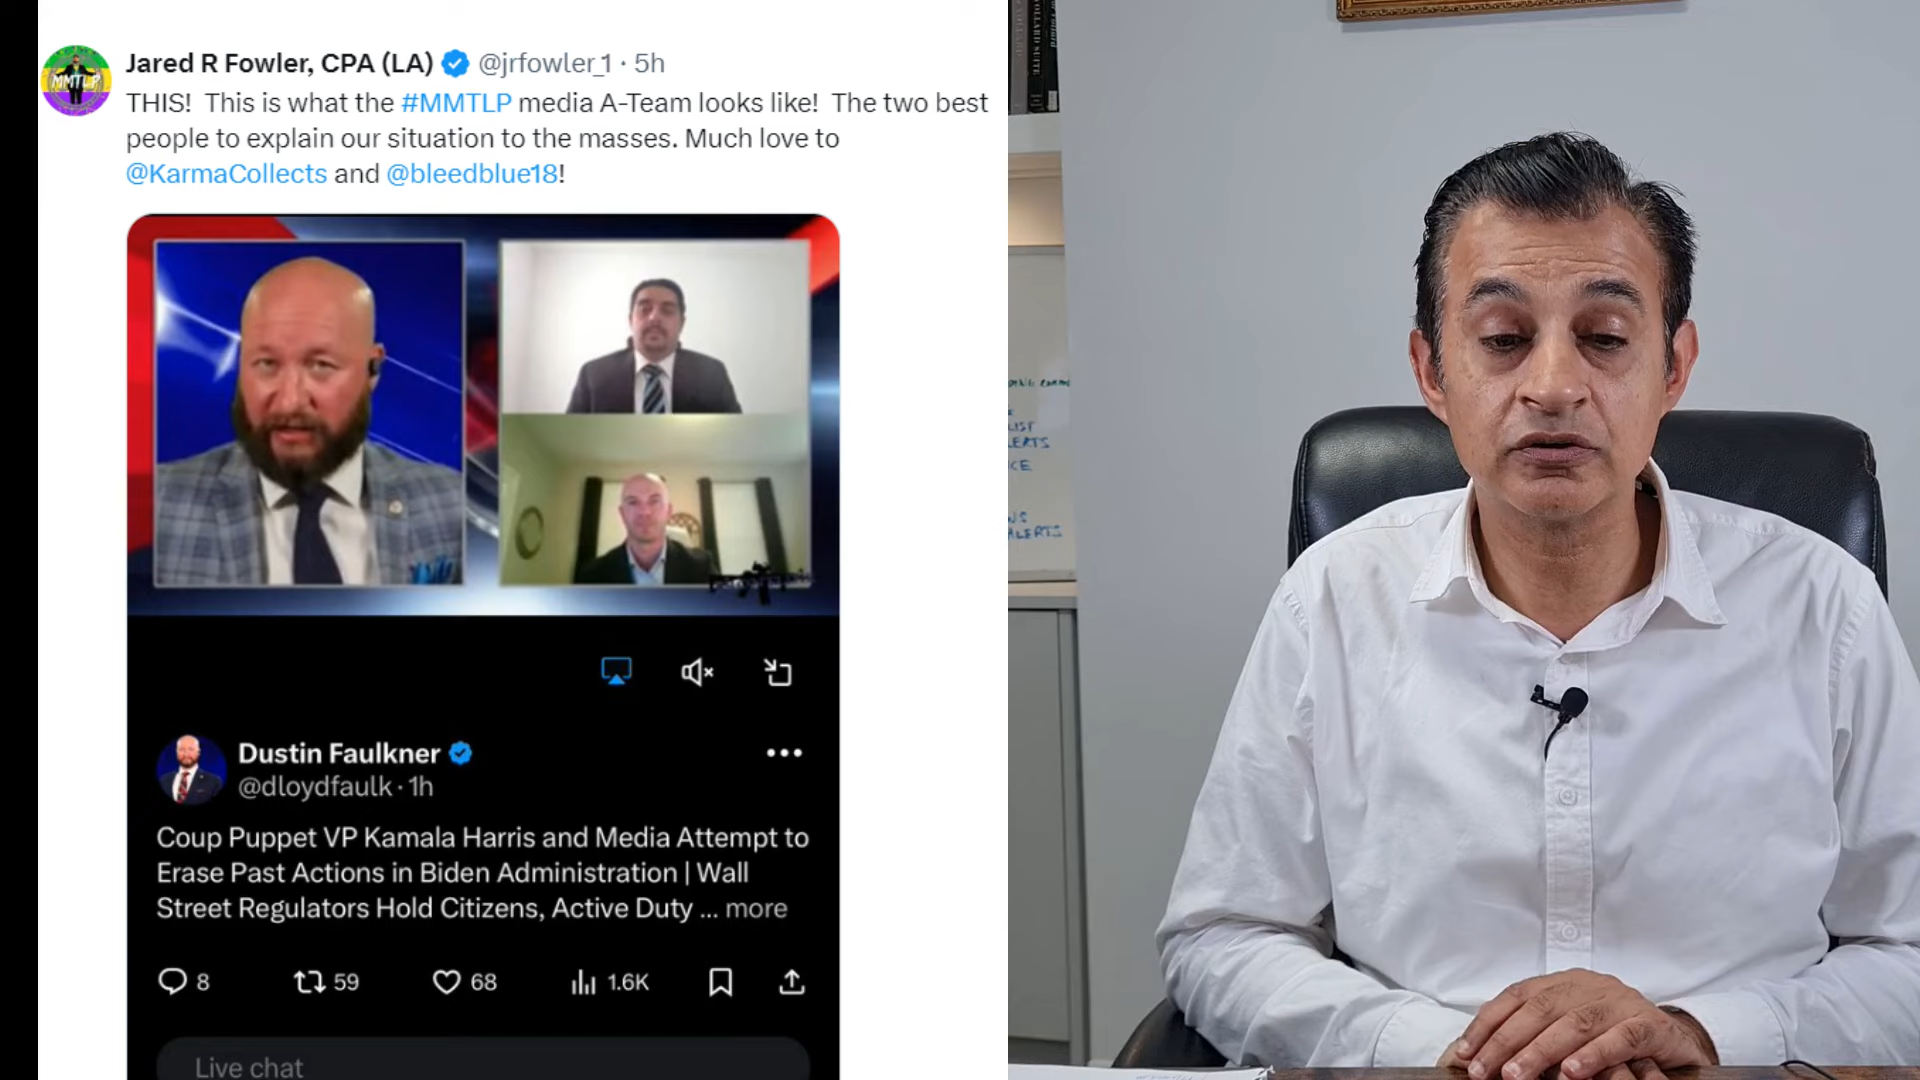 Jared R Fowler, CPA (LA) @jrfowler_1 · 5h
THIS! This is what the #MMTLP media A-Team looks like! The two best
people to explain our situation to the masses. Much love to
@KarmaCollects and @bleedblue18!
MMTLP
Dustin Faulkner
@dloydfaulk · 1h
Coup Puppet VP Kamala Harris and Media Attempt to
Erase Past Actions in Biden Administration | Wall
Street Regulators Hold Citizens, Active Duty ... more
8 59 68 1.6K
Live chat
LIST
ALERTS